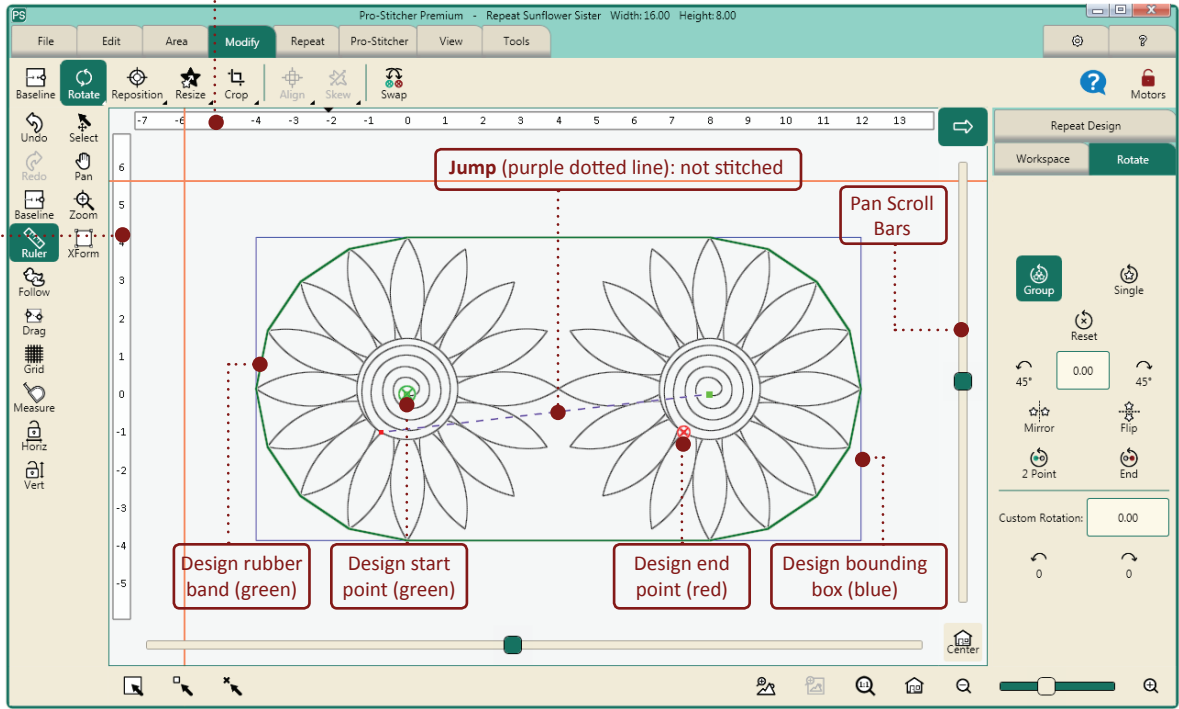 PS
Pro-Stitcher Premium - Repeat Sunflower Sister Width: 16.00 Height: 8.00
File Edit Area Modify Repeat Pro-Stitcher View Tools ?
Baseline Rotate Reposition Resize Crop Align Skew Swap ? Motors
Undo Select
Redo Pan
Baseline Zoom
Ruler XForm
Follow
Drag
Grid
Measure
Horiz
Vert
-7 -6 -4 -3 -2 -1 0 1 2 3 4 5 6 7 8 9 10 11 12 13
6
5
4
3
2
1
0
-1
-2
-3
-4
-5
Jump (purple dotted line): not stitched
Pan Scroll
Bars
Design rubber
band (green)
Design start
point (green)
Design end
point (red)
Design bounding
box (blue)
Center
Repeat Design
Workspace Rotate
Group Single
Reset
45° 0.00 45°
Mirror Flip
2 Point End
Custom Rotation: 0.00
0 0
1:1